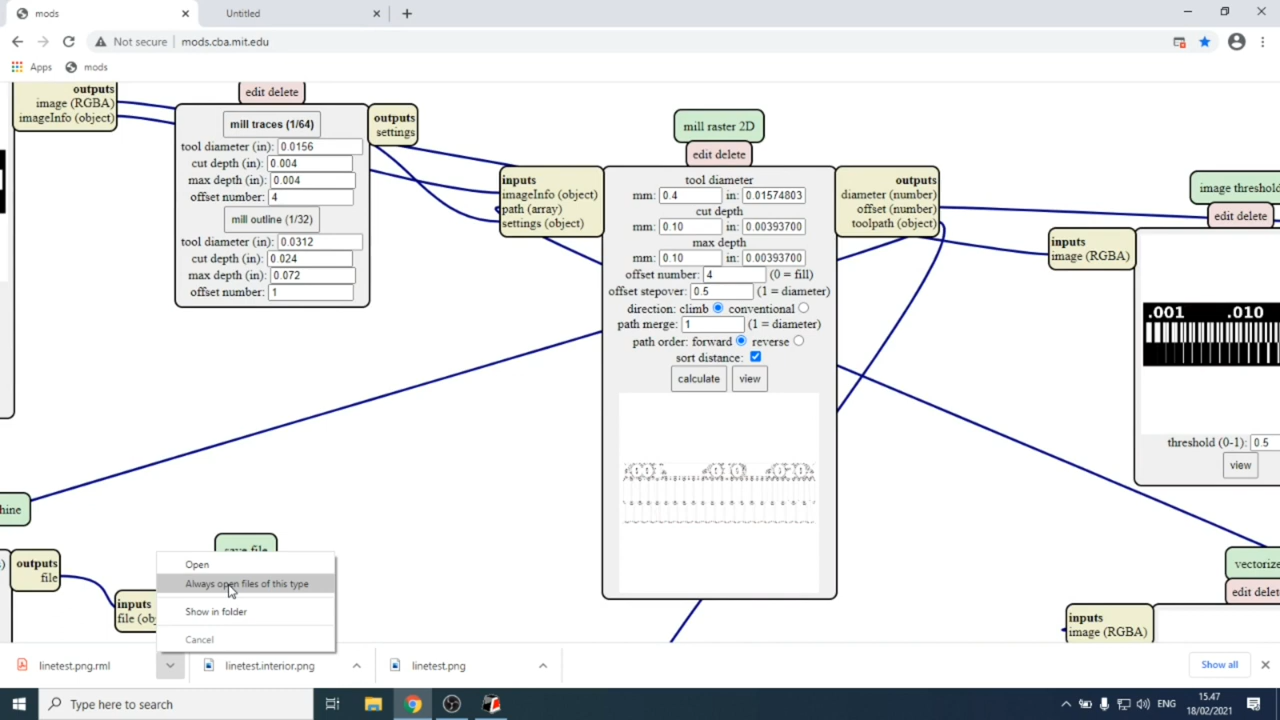 mods
Untitled
Not secure
mods.cba.mit.edu
Apps
mods
outputs
image (RGBA)
imageInfo (object)
edit delete
mill traces (1/64)
tool diameter (in): 0.0156
cut depth (in): 0.004
max depth (in): 0.004
offset number: 4
mill outline (1/32)
tool diameter (in): 0.0312
cut depth (in): 0.024
max depth (in): 0.072
offset number: 1
outputs
settings
inputs
imageInfo (object)
path (array)
settings (object)
mill raster 2D
edit delete
tool diameter
mm: 0.4 in: 0.01574803
cut depth
mm: 0.10 in: 0.00393700
max depth
mm: 0.10 in: 0.00393700
offset number: 4 (0 = fill)
offset stepover: 0.5 (1 = diameter)
direction: climb conventional
path merge: 1 (1 = diameter)
path order: forward reverse
sort distance:
calculate view
outputs
diameter (number)
offset (number)
toolpath (object)
image threshold
edit delete
inputs
image (RGBA)
.001 .010
threshold (0-1): 0.5
view
hine
outputs
file
save file
inputs
file (obj
Open
Always open files of this type
Show in folder
Cancel
vectorize
edit delet
inputs
image (RGBA)
linetest.png.rml
linetest.interior.png
linetest.png
Show all
Type here to search
ENG
15.47
18/02/2021